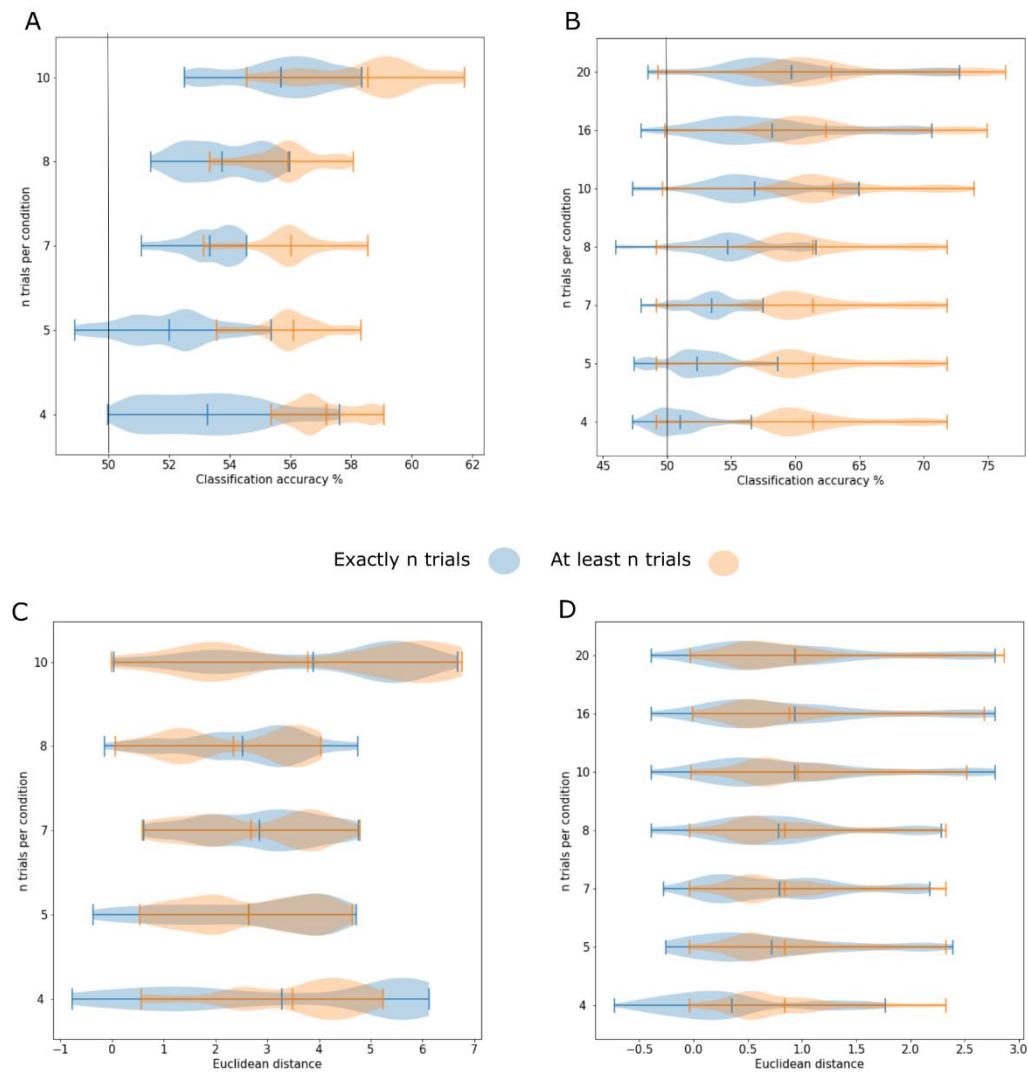 A
n trials per condition
10
8
7
5
4
50 52 54 56 58 60 62
Classification accuracy %
B
n trials per condition
20
16
10
8
7
5
4
45 50 55 60 65 70 75
Classification accuracy %
Exactly n trials At least n trials
C
n trials per condition
10
8
7
5
4
−1 0 1 2 3 4 5 6 7
Euclidean distance
D
n trials per condition
20
16
10
8
7
5
4
−0.5 0.0 0.5 1.0 1.5 2.0 2.5 3.0
Euclidean distance